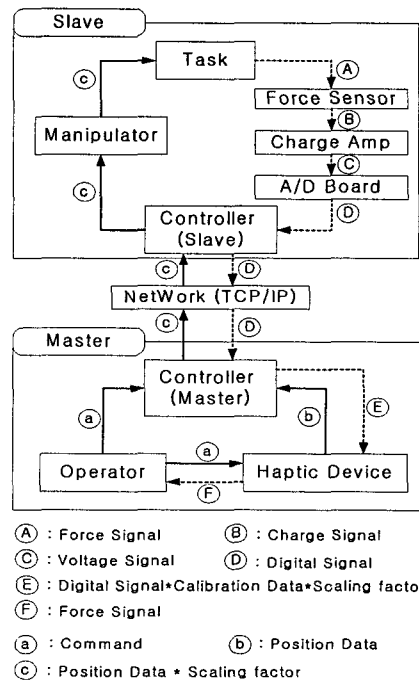 Slave
Task
Ⓐ
ⓒ
Force Sensor
Ⓑ
Manipulator
Charge Amp
Ⓒ
A/D Board
ⓒ
Ⓓ
Controller
(Slave)
ⓒ
Ⓓ
NetWork (TCP/IP)
ⓒ
Ⓓ
Master
Controller
(Master)
ⓐ
ⓑ
Ⓔ
ⓐ
Operator
Haptic Device
Ⓕ
Ⓐ : Force Signal
Ⓑ : Charge Signal
Ⓒ : Voltage Signal
Ⓓ : Digital Signal
Ⓔ : Digital Signal*Calibration Data*Scaling facto
Ⓕ : Force Signal
ⓐ : Command
ⓑ : Position Data
ⓒ : Position Data * Scaling factor